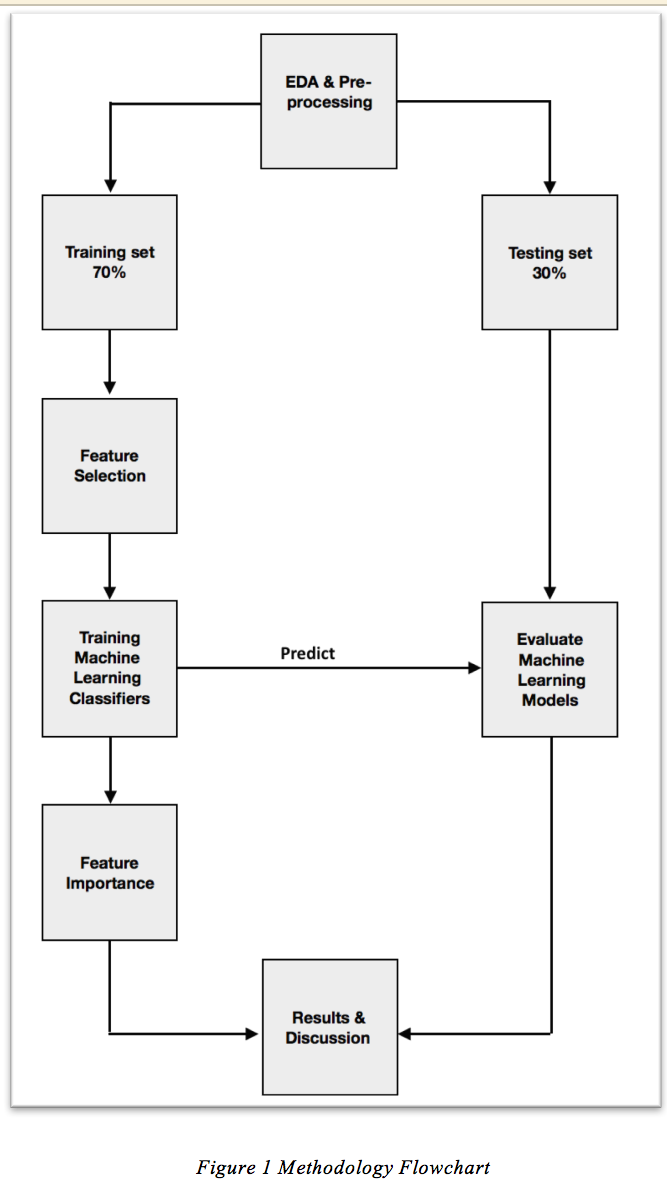 EDA & Pre-
processing
Training set
70%
Testing set
30%
Feature
Selection
Training
Machine
Learning
Classifiers
Predict
Evaluate
Machine
Learning
Models
Feature
Importance
Results &
Discussion
Figure 1 Methodology Flowchart